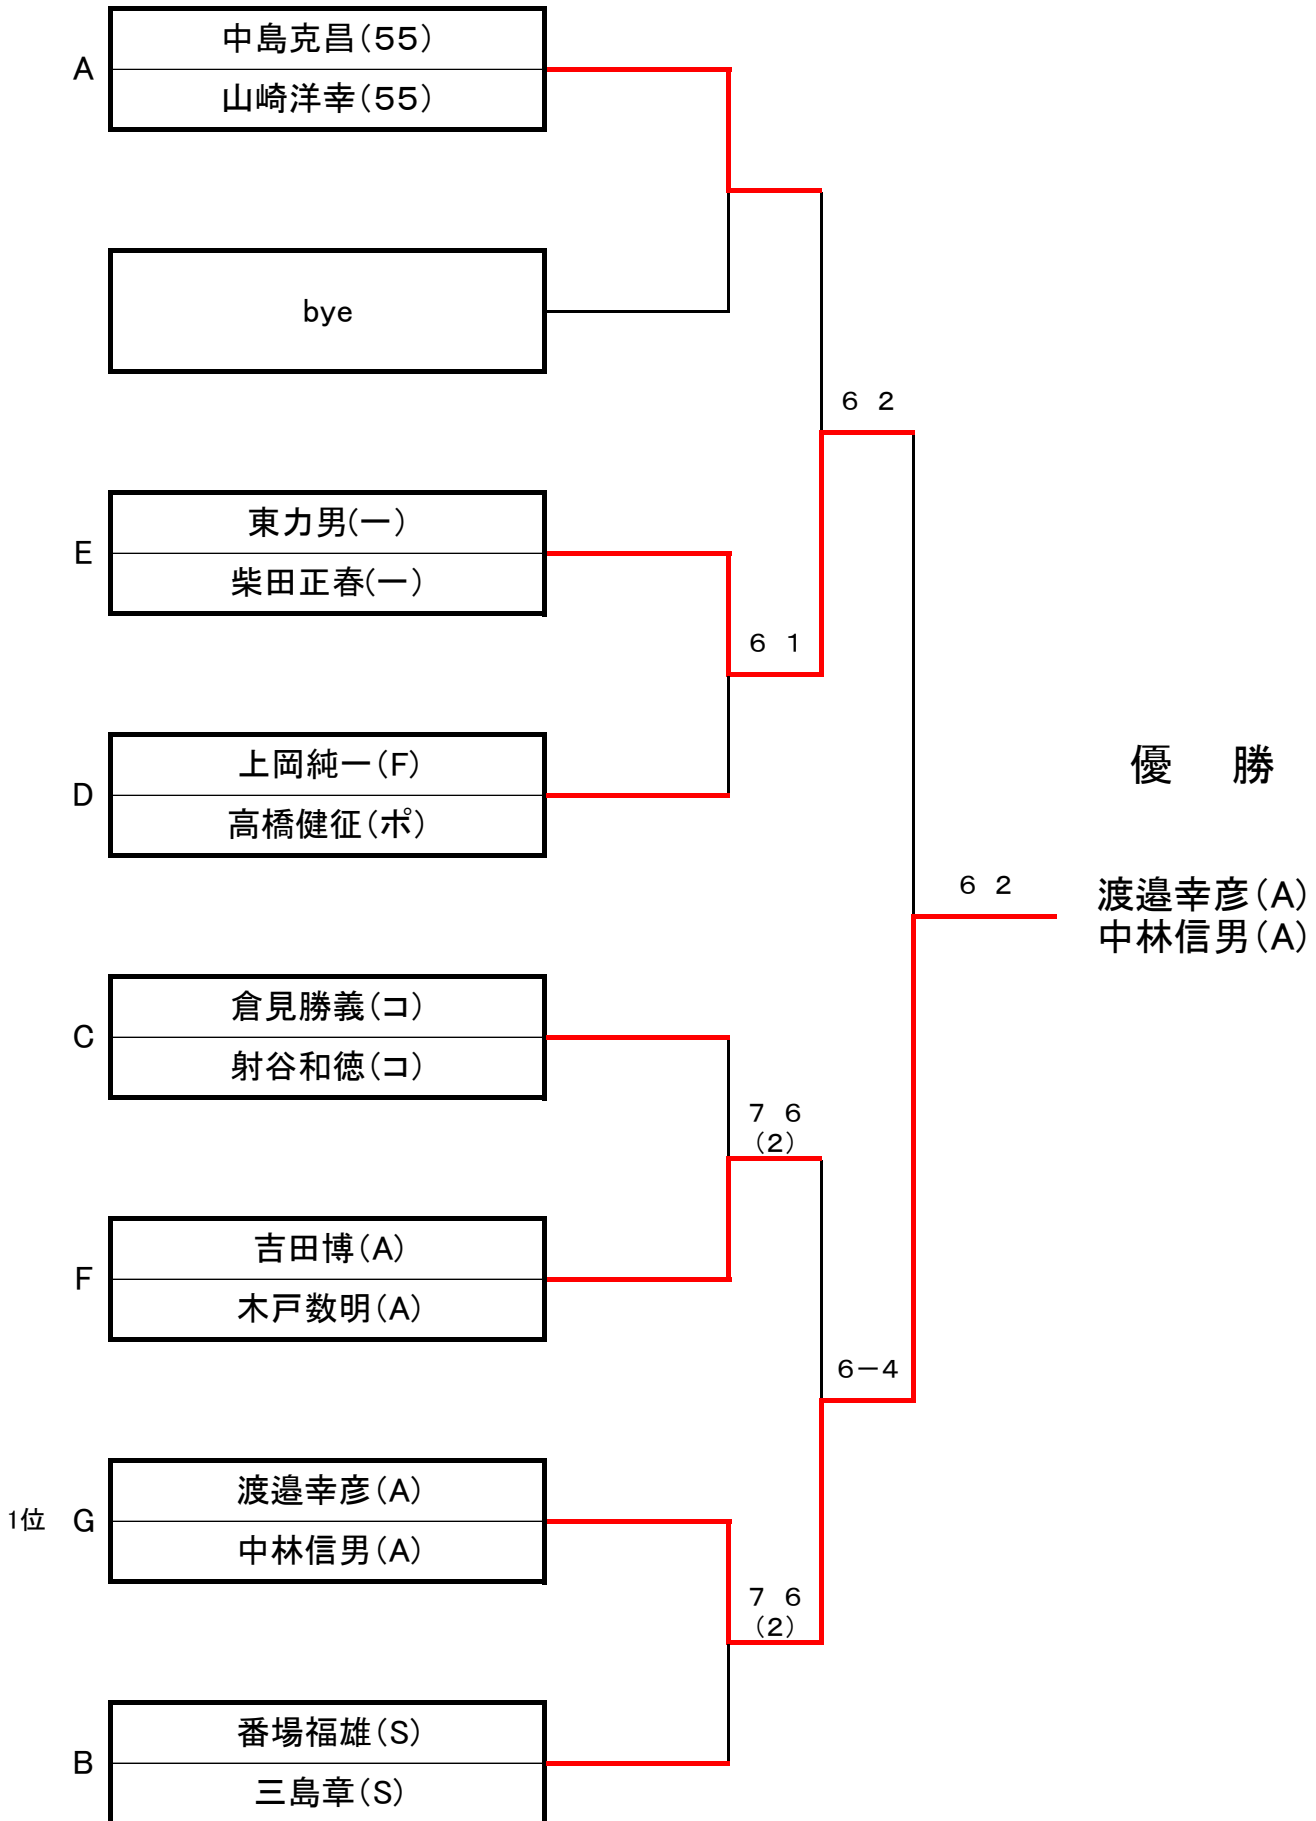 中島克昌(55)
A
山崎洋幸(55)
bye
6 2
東力男(一)
E
柴田正春(一)
6 1
上岡純一(F)
D
高橋健征(ポ)
優 勝
6 2
渡邉幸彦(A)
中林信男(A)
倉見勝義(コ)
C
射谷和徳(コ)
7 6
(2)
吉田博(A)
F
木戸数明(A)
6-4
渡邉幸彦(A)
1位 G
中林信男(A)
7 6
(2)
番場福雄(S)
B
三島章(S)